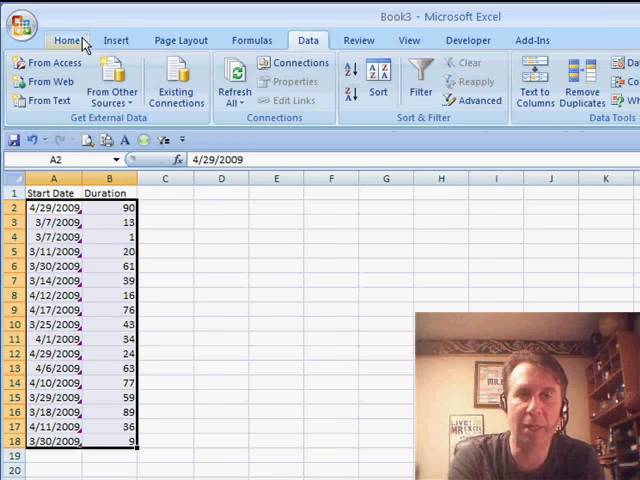 Book3 - Microsoft Excel
Home Insert Page Layout Formulas Data Review View Developer Add-Ins
From Access
From Web
From Text
From Other Sources
Existing Connections
Get External Data
Refresh All
Connections
Properties
Edit Links
Connections
Sort
Filter
Clear
Reapply
Advanced
Sort & Filter
Text to Columns
Remove Duplicates
Data Tools
A2 fx 4/29/2009
A B C D E F G H I J K
1 Start Date Duration
2 4/29/2009 90
3 3/7/2009 13
4 3/7/2009 1
5 3/11/2009 20
6 3/30/2009 61
7 3/14/2009 39
8 4/12/2009 16
9 4/17/2009 76
10 3/25/2009 43
11 4/1/2009 34
12 4/29/2009 24
13 4/6/2009 63
14 4/10/2009 77
15 3/29/2009 59
16 3/18/2009 89
17 4/11/2009 36
18 3/30/2009 9
19
20
LIVE!
MR EXCEL